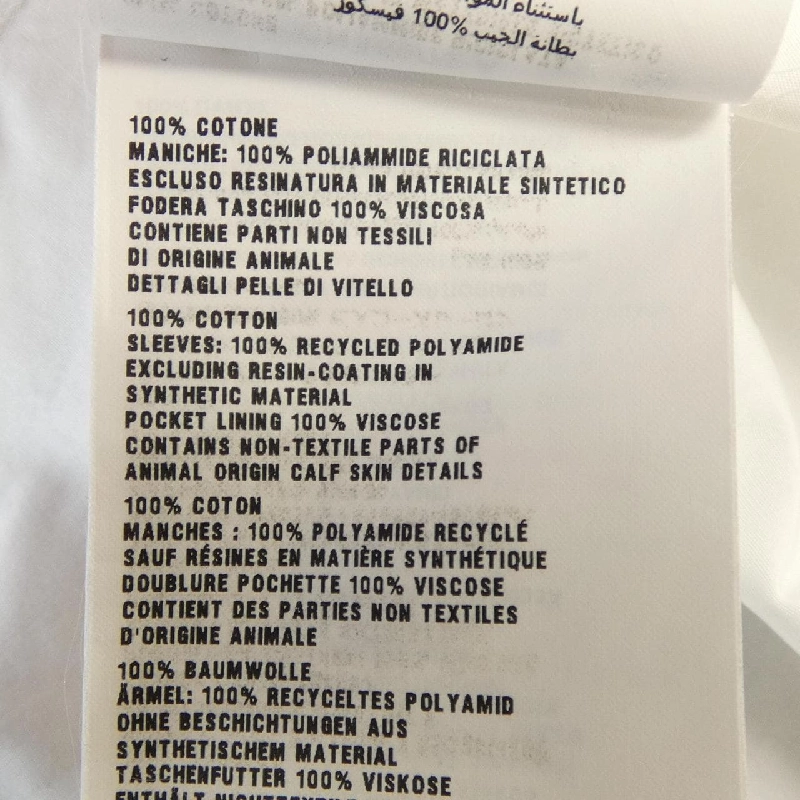 باستثناء
بطانة الجيب 100% فيسكوز
100% COTONE
MANICHE: 100% POLIAMMIDE RICICLATA
ESCLUSO RESINATURA IN MATERIALE SINTETICO
FODERA TASCHINO 100% VISCOSA
CONTIENE PARTI NON TESSILI
DI ORIGINE ANIMALE
DETTAGLI PELLE DI VITELLO
100% COTTON
SLEEVES: 100% RECYCLED POLYAMIDE
EXCLUDING RESIN-COATING IN
SYNTHETIC MATERIAL
POCKET LINING 100% VISCOSE
CONTAINS NON-TEXTILE PARTS OF
ANIMAL ORIGIN CALF SKIN DETAILS
100% COTON
MANCHES : 100% POLYAMIDE RECYCLÉ
SAUF RÉSINES EN MATIÈRE SYNTHÉTIQUE
DOUBLURE POCHETTE 100% VISCOSE
CONTIENT DES PARTIES NON TEXTILES
D'ORIGINE ANIMALE
100% BAUMWOLLE
ÄRMEL: 100% RECYCELTES POLYAMID
OHNE BESCHICHTUNGEN AUS
SYNTHETISCHEM MATERIAL
TASCHENFUTTER 100% VISKOSE
ENTHÄLT